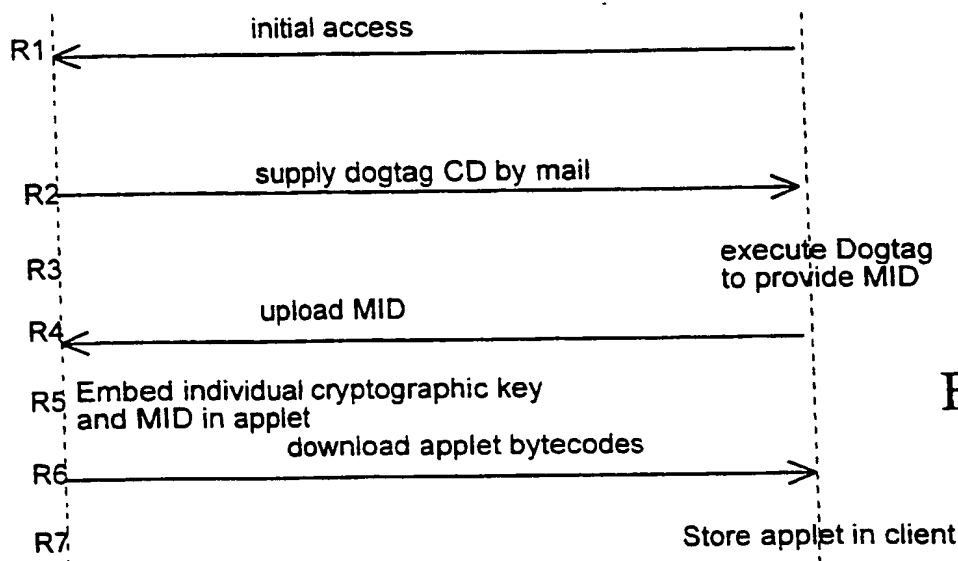 initial access
R1
supply dogtag CD by mail
R2
execute Dogtag
R3
to provide MID
upload MID
R4
R5 Embed individual cryptographic key
and MID in applet
download applet bytecodes
R6
R7
Store applet in client